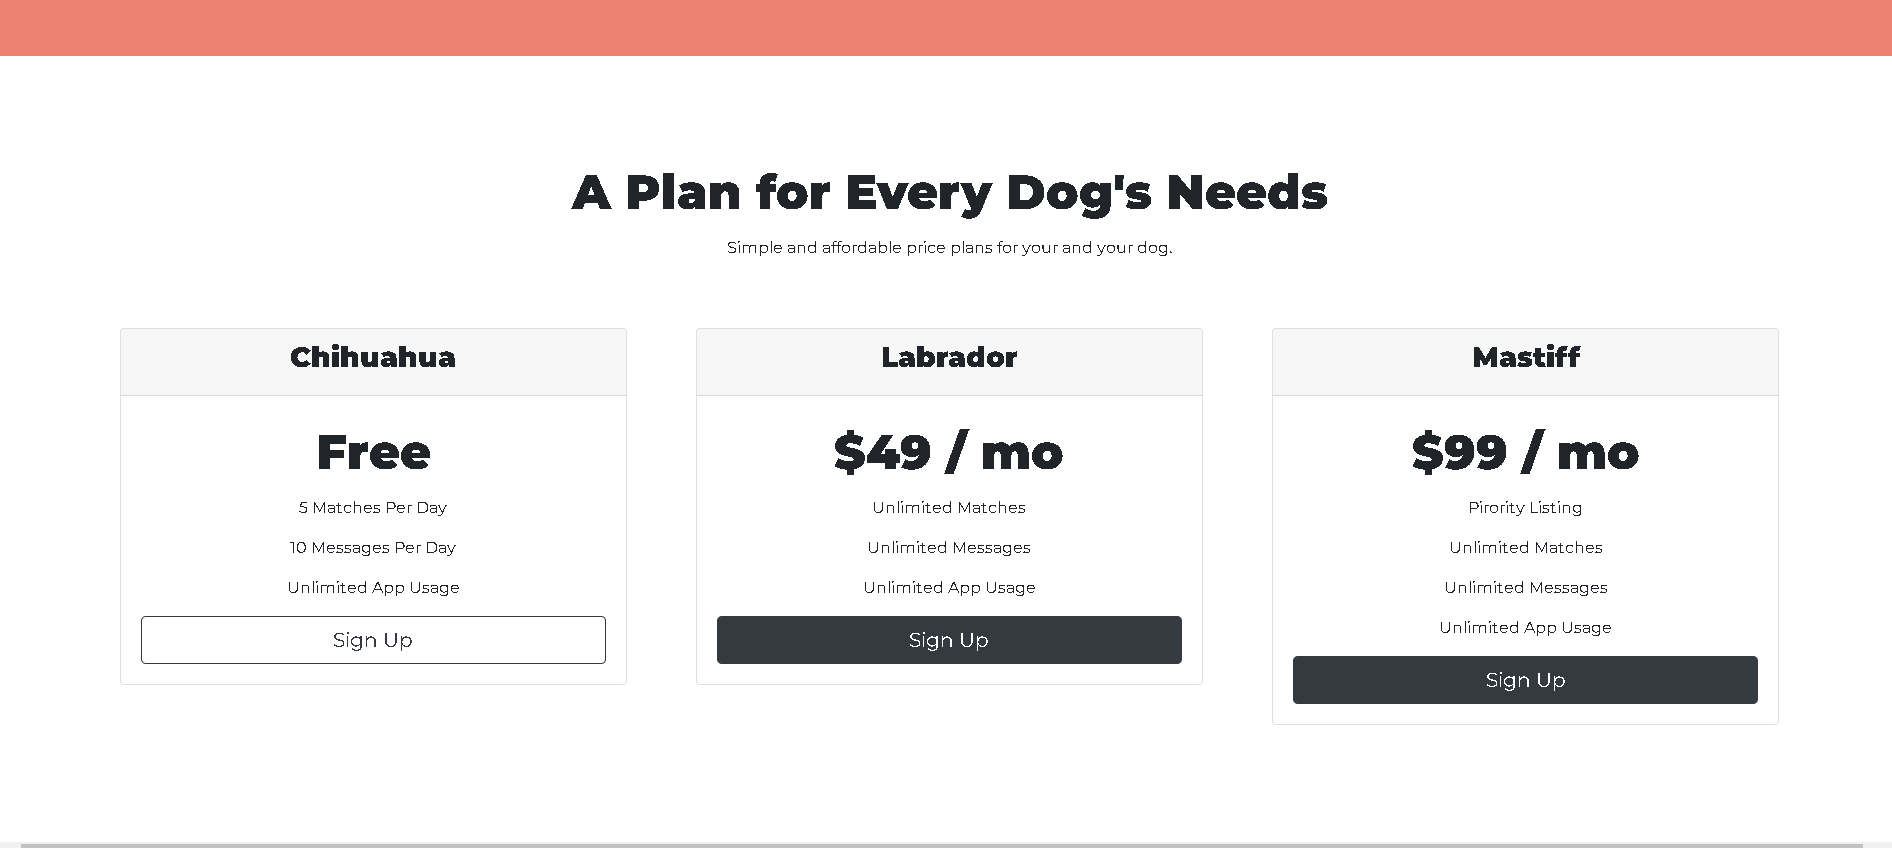 A Plan for Every Dog's Needs
Simple and affordable price plans for your and your dog.
Chihuahua
Free
5 Matches Per Day
10 Messages Per Day
Unlimited App Usage
Sign Up
Labrador
$49 / mo
Unlimited Matches
Unlimited Messages
Unlimited App Usage
Sign Up
Mastiff
$99 / mo
Pirority Listing
Unlimited Matches
Unlimited Messages
Unlimited App Usage
Sign Up